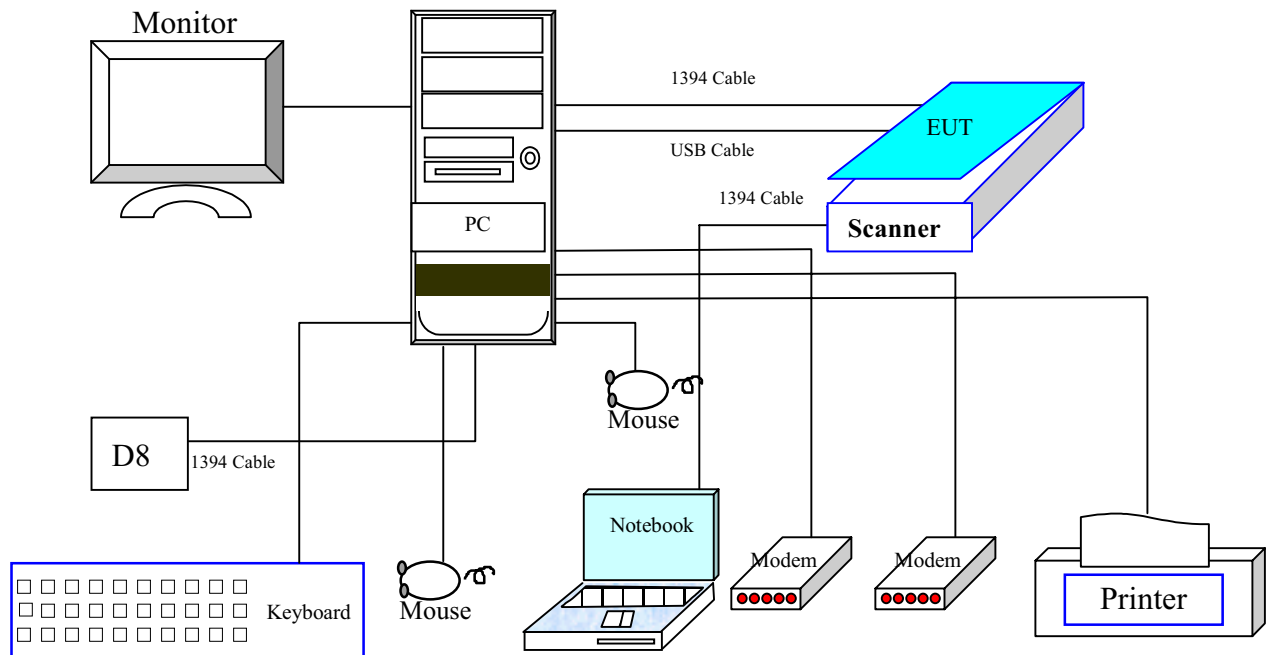 Monitor
1394 Cable
EUT
USB Cable
1394 Cable
PC
Scanner
Mouse
D8
1394 Cable
Notebook
Modem
Modem
Keyboard
Mouse
Printer